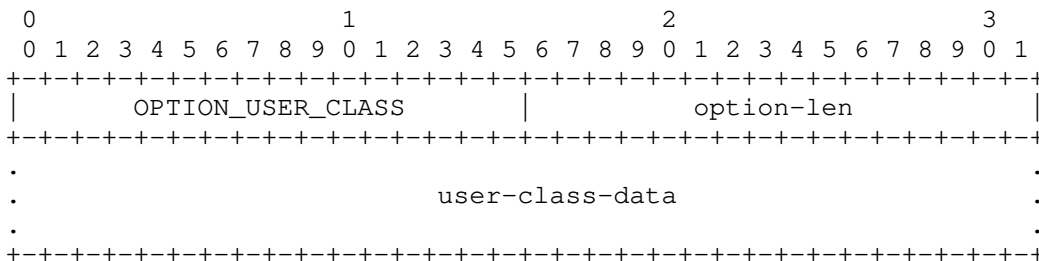 0                   1                   2                   3
 0 1 2 3 4 5 6 7 8 9 0 1 2 3 4 5 6 7 8 9 0 1 2 3 4 5 6 7 8 9 0 1
+-+-+-+-+-+-+-+-+-+-+-+-+-+-+-+-+-+-+-+-+-+-+-+-+-+-+-+-+-+-+-+-+
|       OPTION_USER_CLASS       |          option-len           |
+-+-+-+-+-+-+-+-+-+-+-+-+-+-+-+-+-+-+-+-+-+-+-+-+-+-+-+-+-+-+-+-+
.                                                               .
.                          user-class-data                      .
.                                                               .
+-+-+-+-+-+-+-+-+-+-+-+-+-+-+-+-+-+-+-+-+-+-+-+-+-+-+-+-+-+-+-+-+